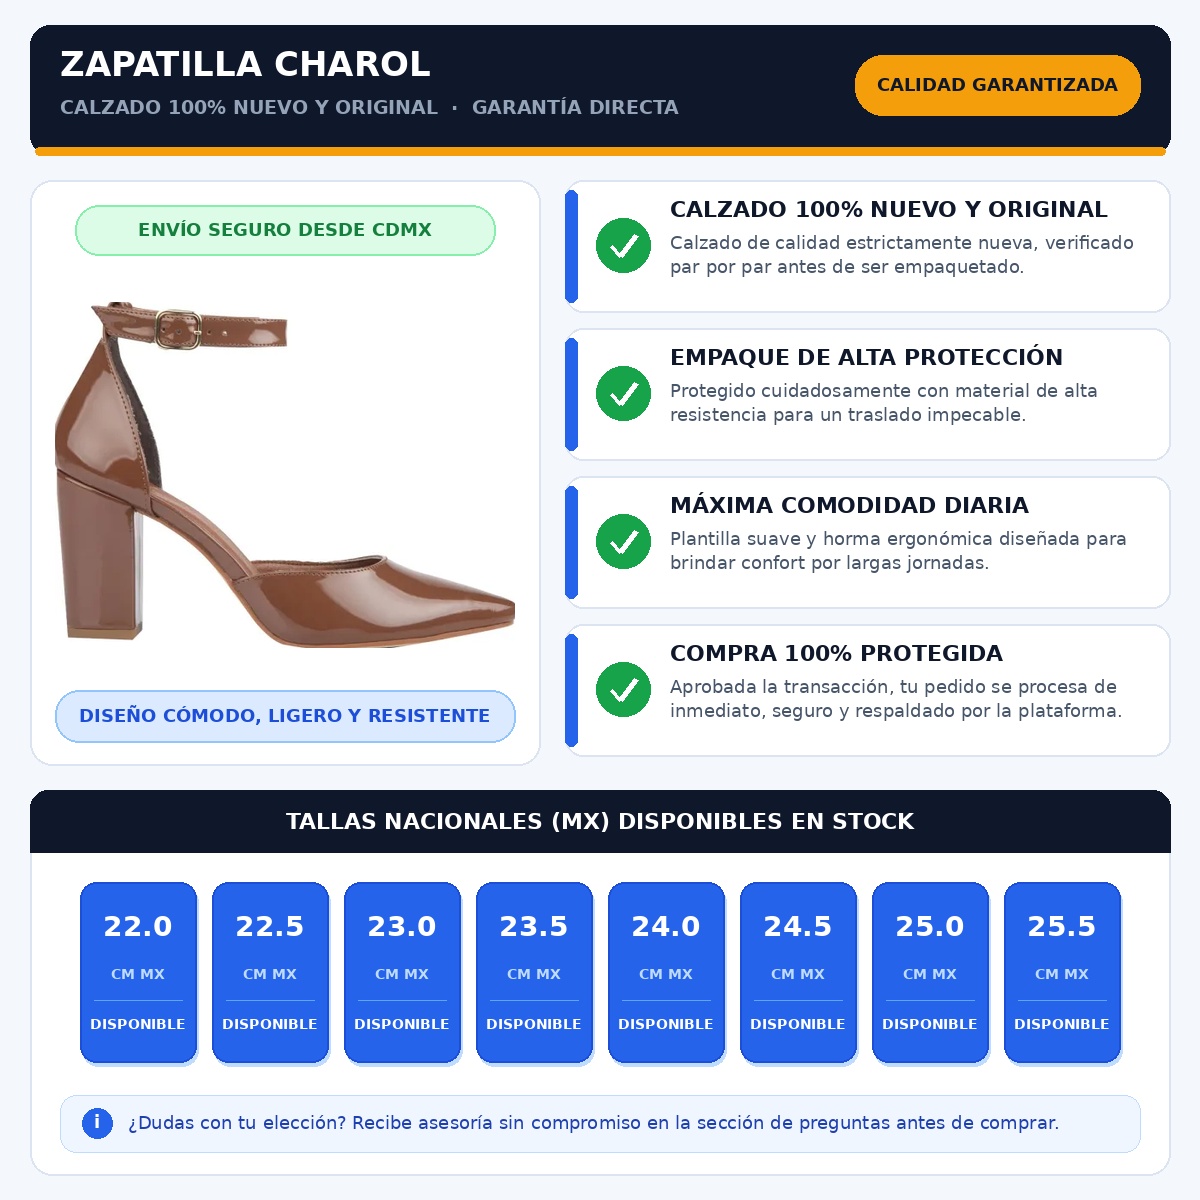 ZAPATILLA CHAROL
CALZADO 100% NUEVO Y ORIGINAL · GARANTÍA DIRECTA
CALIDAD GARANTIZADA
ENVÍO SEGURO DESDE CDMX
DISEÑO CÓMODO, LIGERO Y RESISTENTE
CALZADO 100% NUEVO Y ORIGINAL
Calzado de calidad estrictamente nueva, verificado
par por par antes de ser empaquetado.
EMPAQUE DE ALTA PROTECCIÓN
Protegido cuidadosamente con material de alta
resistencia para un traslado impecable.
MÁXIMA COMODIDAD DIARIA
Plantilla suave y horma ergonómica diseñada para
brindar confort por largas jornadas.
COMPRA 100% PROTEGIDA
Aprobada la transacción, tu pedido se procesa de
inmediato, seguro y respaldado por la plataforma.
TALLAS NACIONALES (MX) DISPONIBLES EN STOCK
22.0 22.5 23.0 23.5 24.0 24.5 25.0 25.5
CM MX CM MX CM MX CM MX CM MX CM MX CM MX CM MX
DISPONIBLE DISPONIBLE DISPONIBLE DISPONIBLE DISPONIBLE DISPONIBLE DISPONIBLE DISPONIBLE
i ¿Dudas con tu elección? Recibe asesoría sin compromiso en la sección de preguntas antes de comprar.